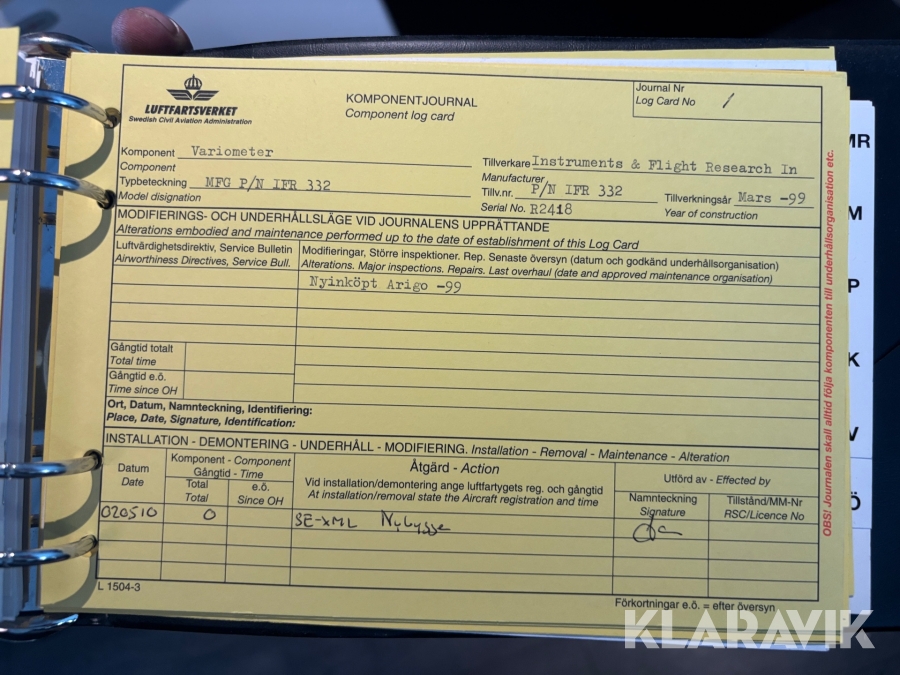 LUFTFARTSVERKET
Swedish Civil Aviation Administration
KOMPONENTJOURNAL
Component log card
Journal Nr
Log Card No 1
Komponent Variometer
Component
Tillverkare Instruments & Flight Research In
Manufacturer
Typbeteckning MFG P/N IFR 332
Model designation
Tillv.nr. P/N IFR 332
Serial No. R2418
Tillverkningsår Mars -99
Year of construction
MODIFIERINGS- OCH UNDERHÅLLSLÄGE VID JOURNALENS UPPRÄTTANDE
Alterations embodied and maintenance performed up to the date of establishment of this Log Card
Luftvärdighetsdirektiv, Service Bulletin
Airworthiness Directives, Service Bull.
Modifieringar, Större inspektioner. Rep. Senaste översyn (datum och godkänd underhållsorganisation)
Alterations. Major inspections. Repairs. Last overhaul (date and approved maintenance organisation)
Nyinköpt Arigo -99
Gångtid totalt
Total time
Gångtid e.ö.
Time since OH
Ort, Datum, Namnteckning, Identifiering:
Place, Date, Signature, Identification:
INSTALLATION - DEMONTERING - UNDERHÅLL - MODIFIERING. Installation - Removal - Maintenance - Alteration
Datum
Date
Komponent - Component
Gångtid - Time
Total
Total
e.ö.
Since OH
Åtgärd - Action
Vid installation/demontering ange luftfartygets reg. och gångtid
At installation/removal state the Aircraft registration and time
Utförd av - Effected by
Namnteckning
Signature
Tillstånd/MM-Nr
RSC/Licence No
020510 0 SE-XML Nybygge
L 1504-3
Förkortningar e.ö. = efter översyn
OBS! Journalen skall alltid följa komponenten till underhållsorganisation etc.
MR
M
P
K
V
Ö
KLARAVIK